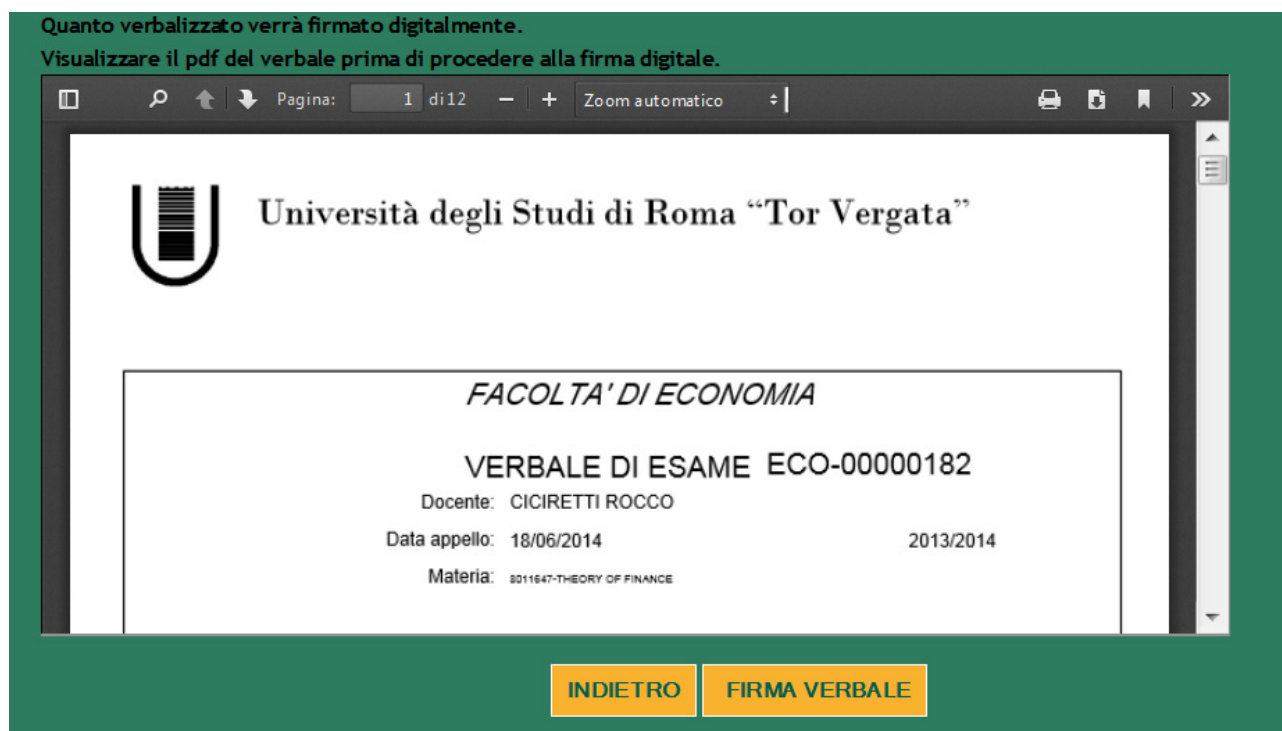 Quanto verbalizzato verrà firmato digitalmente.
Visualizzare il pdf del verbale prima di procedere alla firma digitale.
Pagina: 1 di12 Zoom automatico
Università degli Studi di Roma “Tor Vergata”
FACOLTA' DI ECONOMIA
VERBALE DI ESAME ECO-00000182
Docente: CICIRETTI ROCCO
Data appello: 18/06/2014 2013/2014
Materia: 8011647-THEORY OF FINANCE
INDIETRO FIRMA VERBALE